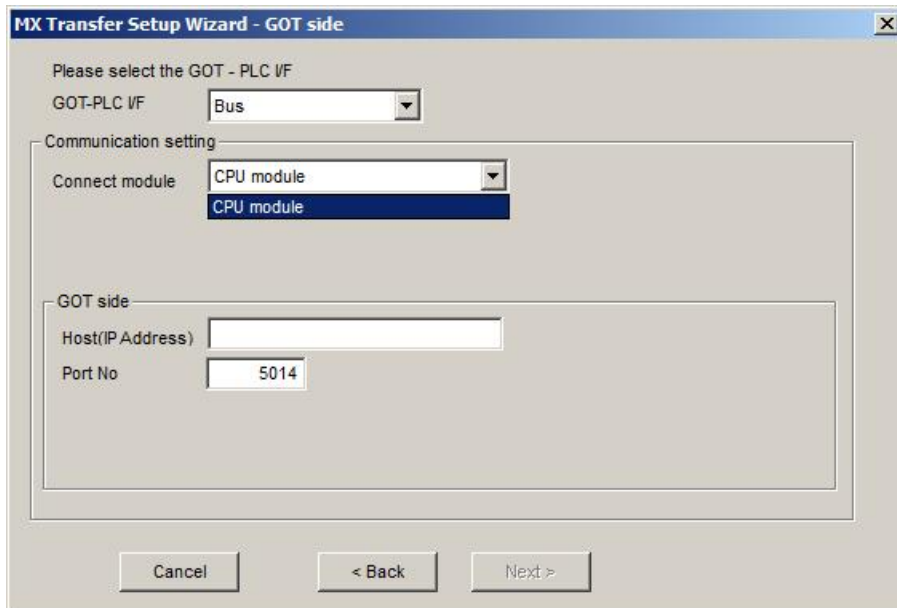 MX Transfer Setup Wizard - GOT side
Please select the GOT - PLC I/F
GOT-PLC I/F Bus
Communication setting
Connect module CPU module
CPU module
GOT side
Host(IP Address)
Port No 5014
Cancel < Back Next >